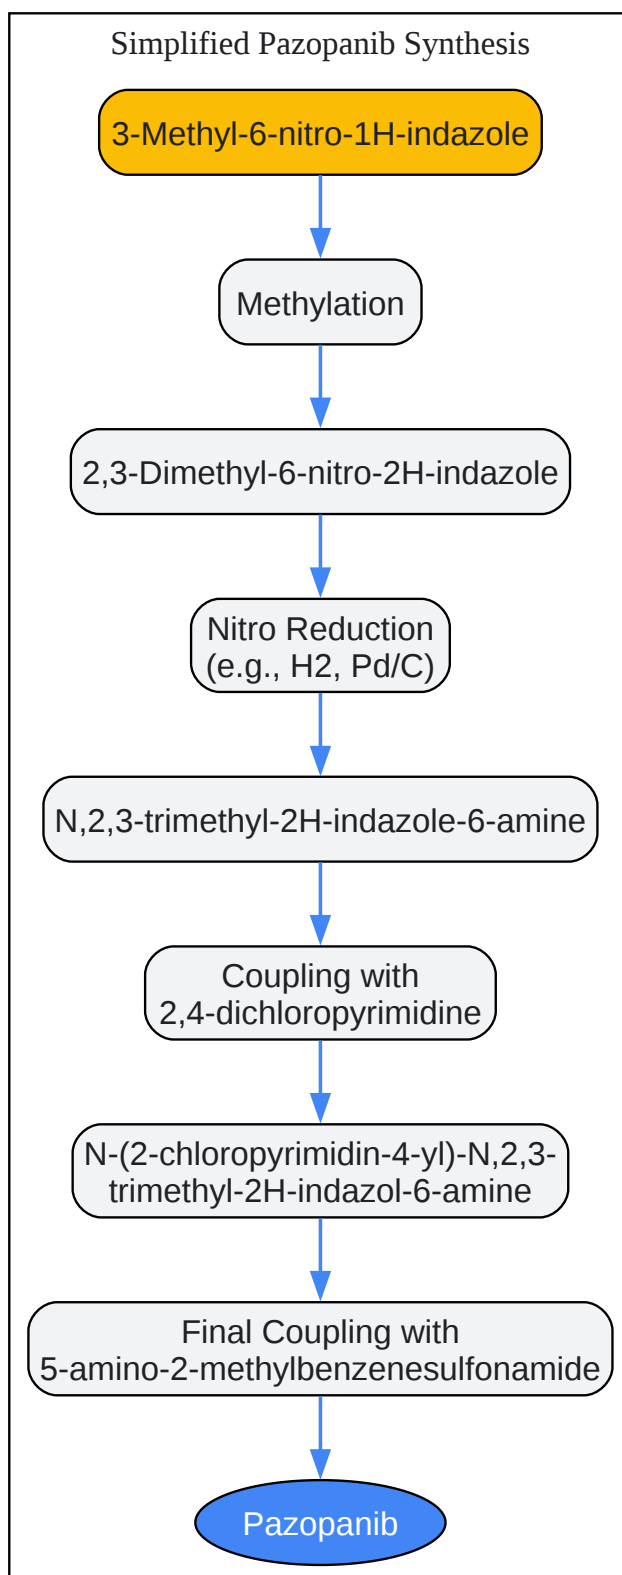 Simplified Pazopanib Synthesis
3-Methyl-6-nitro-1H-indazole
Methylation
2,3-Dimethyl-6-nitro-2H-indazole
Nitro Reduction
(e.g., H2, Pd/C)
N,2,3-trimethyl-2H-indazole-6-amine
Coupling with
2,4-dichloropyrimidine
N-(2-chloropyrimidin-4-yl)-N,2,3-
trimethyl-2H-indazol-6-amine
Final Coupling with
5-amino-2-methylbenzenesulfonamide
Pazopanib